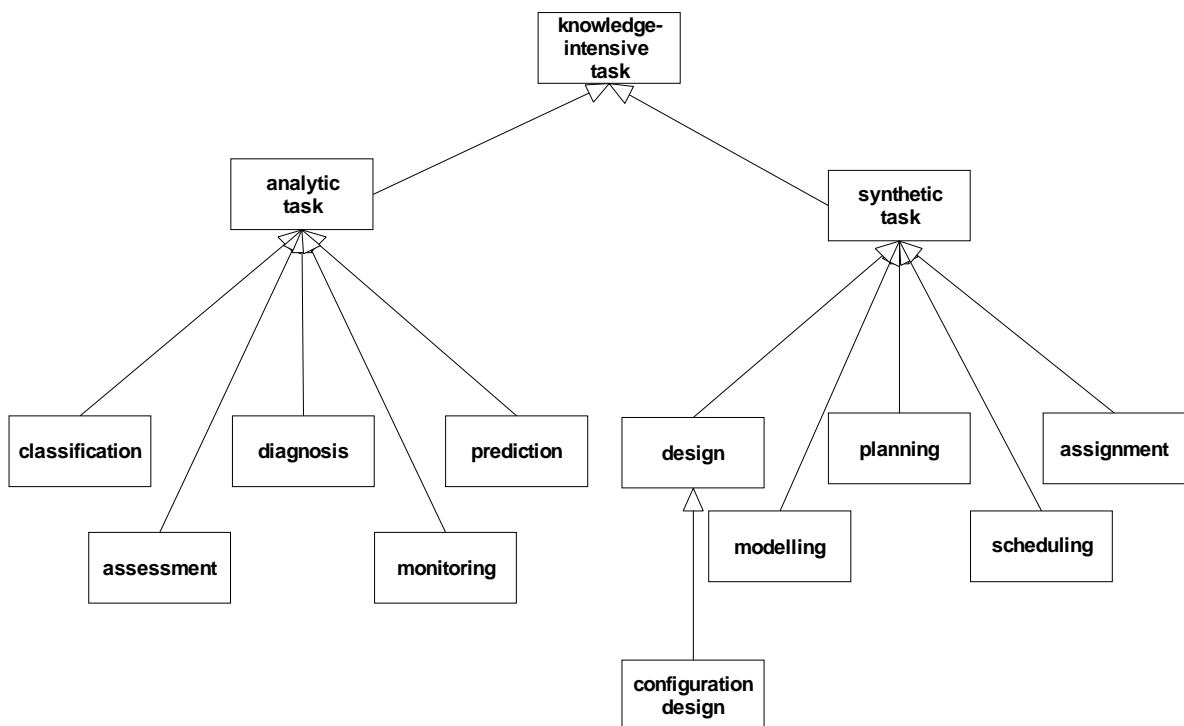 knowledge-
intensive
task
analytic
task
synthetic
task
classification
diagnosis
prediction
design
planning
assignment
assessment
monitoring
modelling
scheduling
configuration
design